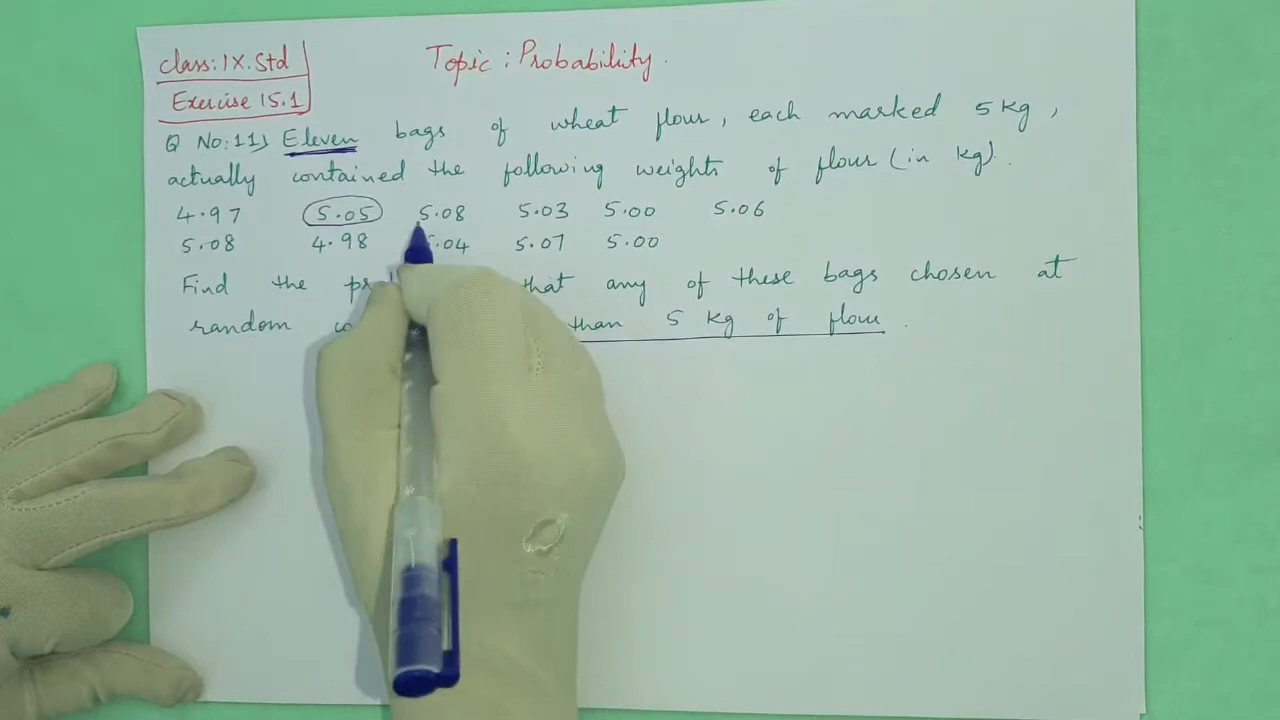 class: IX. Std
Topic : Probability.
Exercise 15.1
Q No: 11) Eleven bags of wheat flour, each marked 5 kg,
actually contained the following weights of flour (in kg).
4.97 5.05 5.08 5.03 5.00 5.06
5.08 4.98 .04 5.07 5.00
Find the that any of these bags chosen at
random than 5 kg of flour.